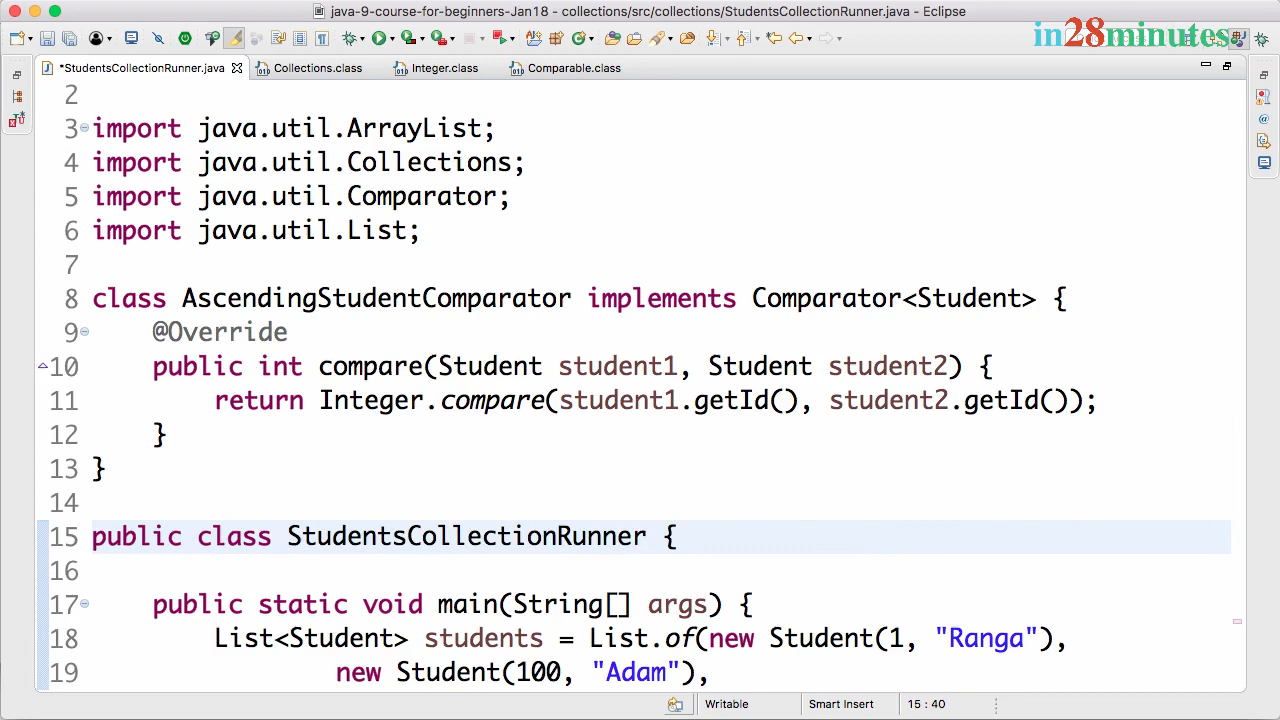 java-9-course-for-beginners-Jan18 - collections/src/collections/StudentsCollectionRunner.java - Eclipse
in28minutes
*StudentsCollectionRunner.java
Collections.class
Integer.class
Comparable.class
2
3 import java.util.ArrayList;
4 import java.util.Collections;
5 import java.util.Comparator;
6 import java.util.List;
7
8 class AscendingStudentComparator implements Comparator<Student> {
9 @Override
10 public int compare(Student student1, Student student2) {
11 return Integer.compare(student1.getId(), student2.getId());
12 }
13 }
14
15 public class StudentsCollectionRunner {
16
17 public static void main(String[] args) {
18 List<Student> students = List.of(new Student(1, "Ranga"),
19 new Student(100, "Adam"),
Writable
Smart Insert
15 : 40